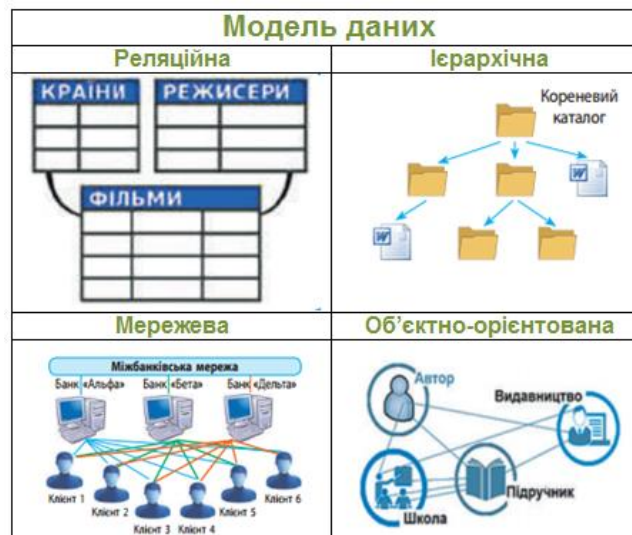 Модель даних
Реляційна
Ієрархічна
КРАЇНИ
РЕЖИСЕРИ
ФІЛЬМИ
Кореневий
каталог
Мережева
Об’єктно-орієнтована
Міжбанківська мережа
Банк «Альфа»
Банк «Бета»
Банк «Дельта»
Клієнт 1
Клієнт 2
Клієнт 3
Клієнт 4
Клієнт 5
Клієнт 6
Автор
Видавництво
Підручник
Школа